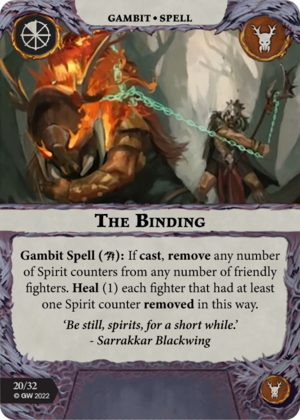 GAMBIT • SPELL
THE BINDING
Gambit Spell (): If cast, remove any number
of Spirit counters from any number of friendly
fighters. Heal (1) each fighter that had at least
one Spirit counter removed in this way.
'Be still, spirits, for a short while.'
- Sarrakkar Blackwing
20/32
© GW 2022